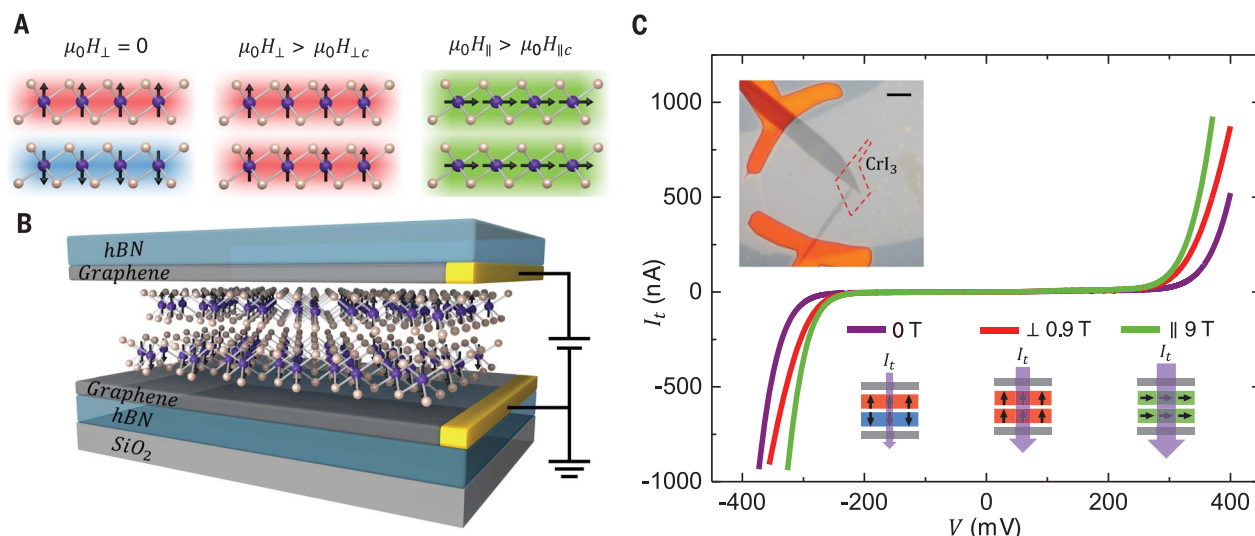 A
μ₀H⊥ = 0
μ₀H⊥ > μ₀H⊥c
μ₀H∥ > μ₀H∥c
B
hBN
Graphene
Graphene
hBN
SiO₂
C
Iₜ (nA)
1000
500
0
-500
-1000
CrI₃
0 T
⊥ 0.9 T
∥ 9 T
Iₜ
Iₜ
Iₜ
-400
-200
0
200
400
V (mV)